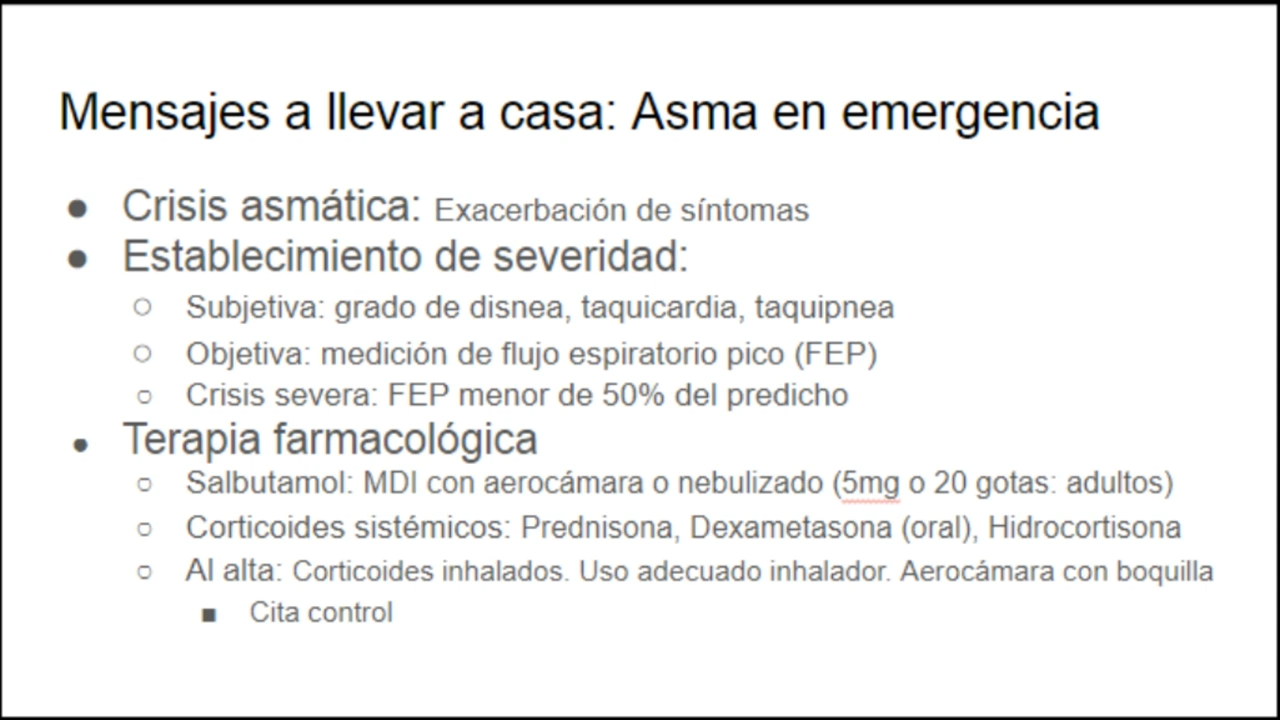 Mensajes a llevar a casa: Asma en emergencia
● Crisis asmática: Exacerbación de síntomas
● Establecimiento de severidad:
○ Subjetiva: grado de disnea, taquicardia, taquipnea
○ Objetiva: medición de flujo espiratorio pico (FEP)
○ Crisis severa: FEP menor de 50% del predicho
● Terapia farmacológica
○ Salbutamol: MDI con aerocámara o nebulizado (5mg o 20 gotas: adultos)
○ Corticoides sistémicos: Prednisona, Dexametasona (oral), Hidrocortisona
○ Al alta: Corticoides inhalados. Uso adecuado inhalador. Aerocámara con boquilla
■ Cita control